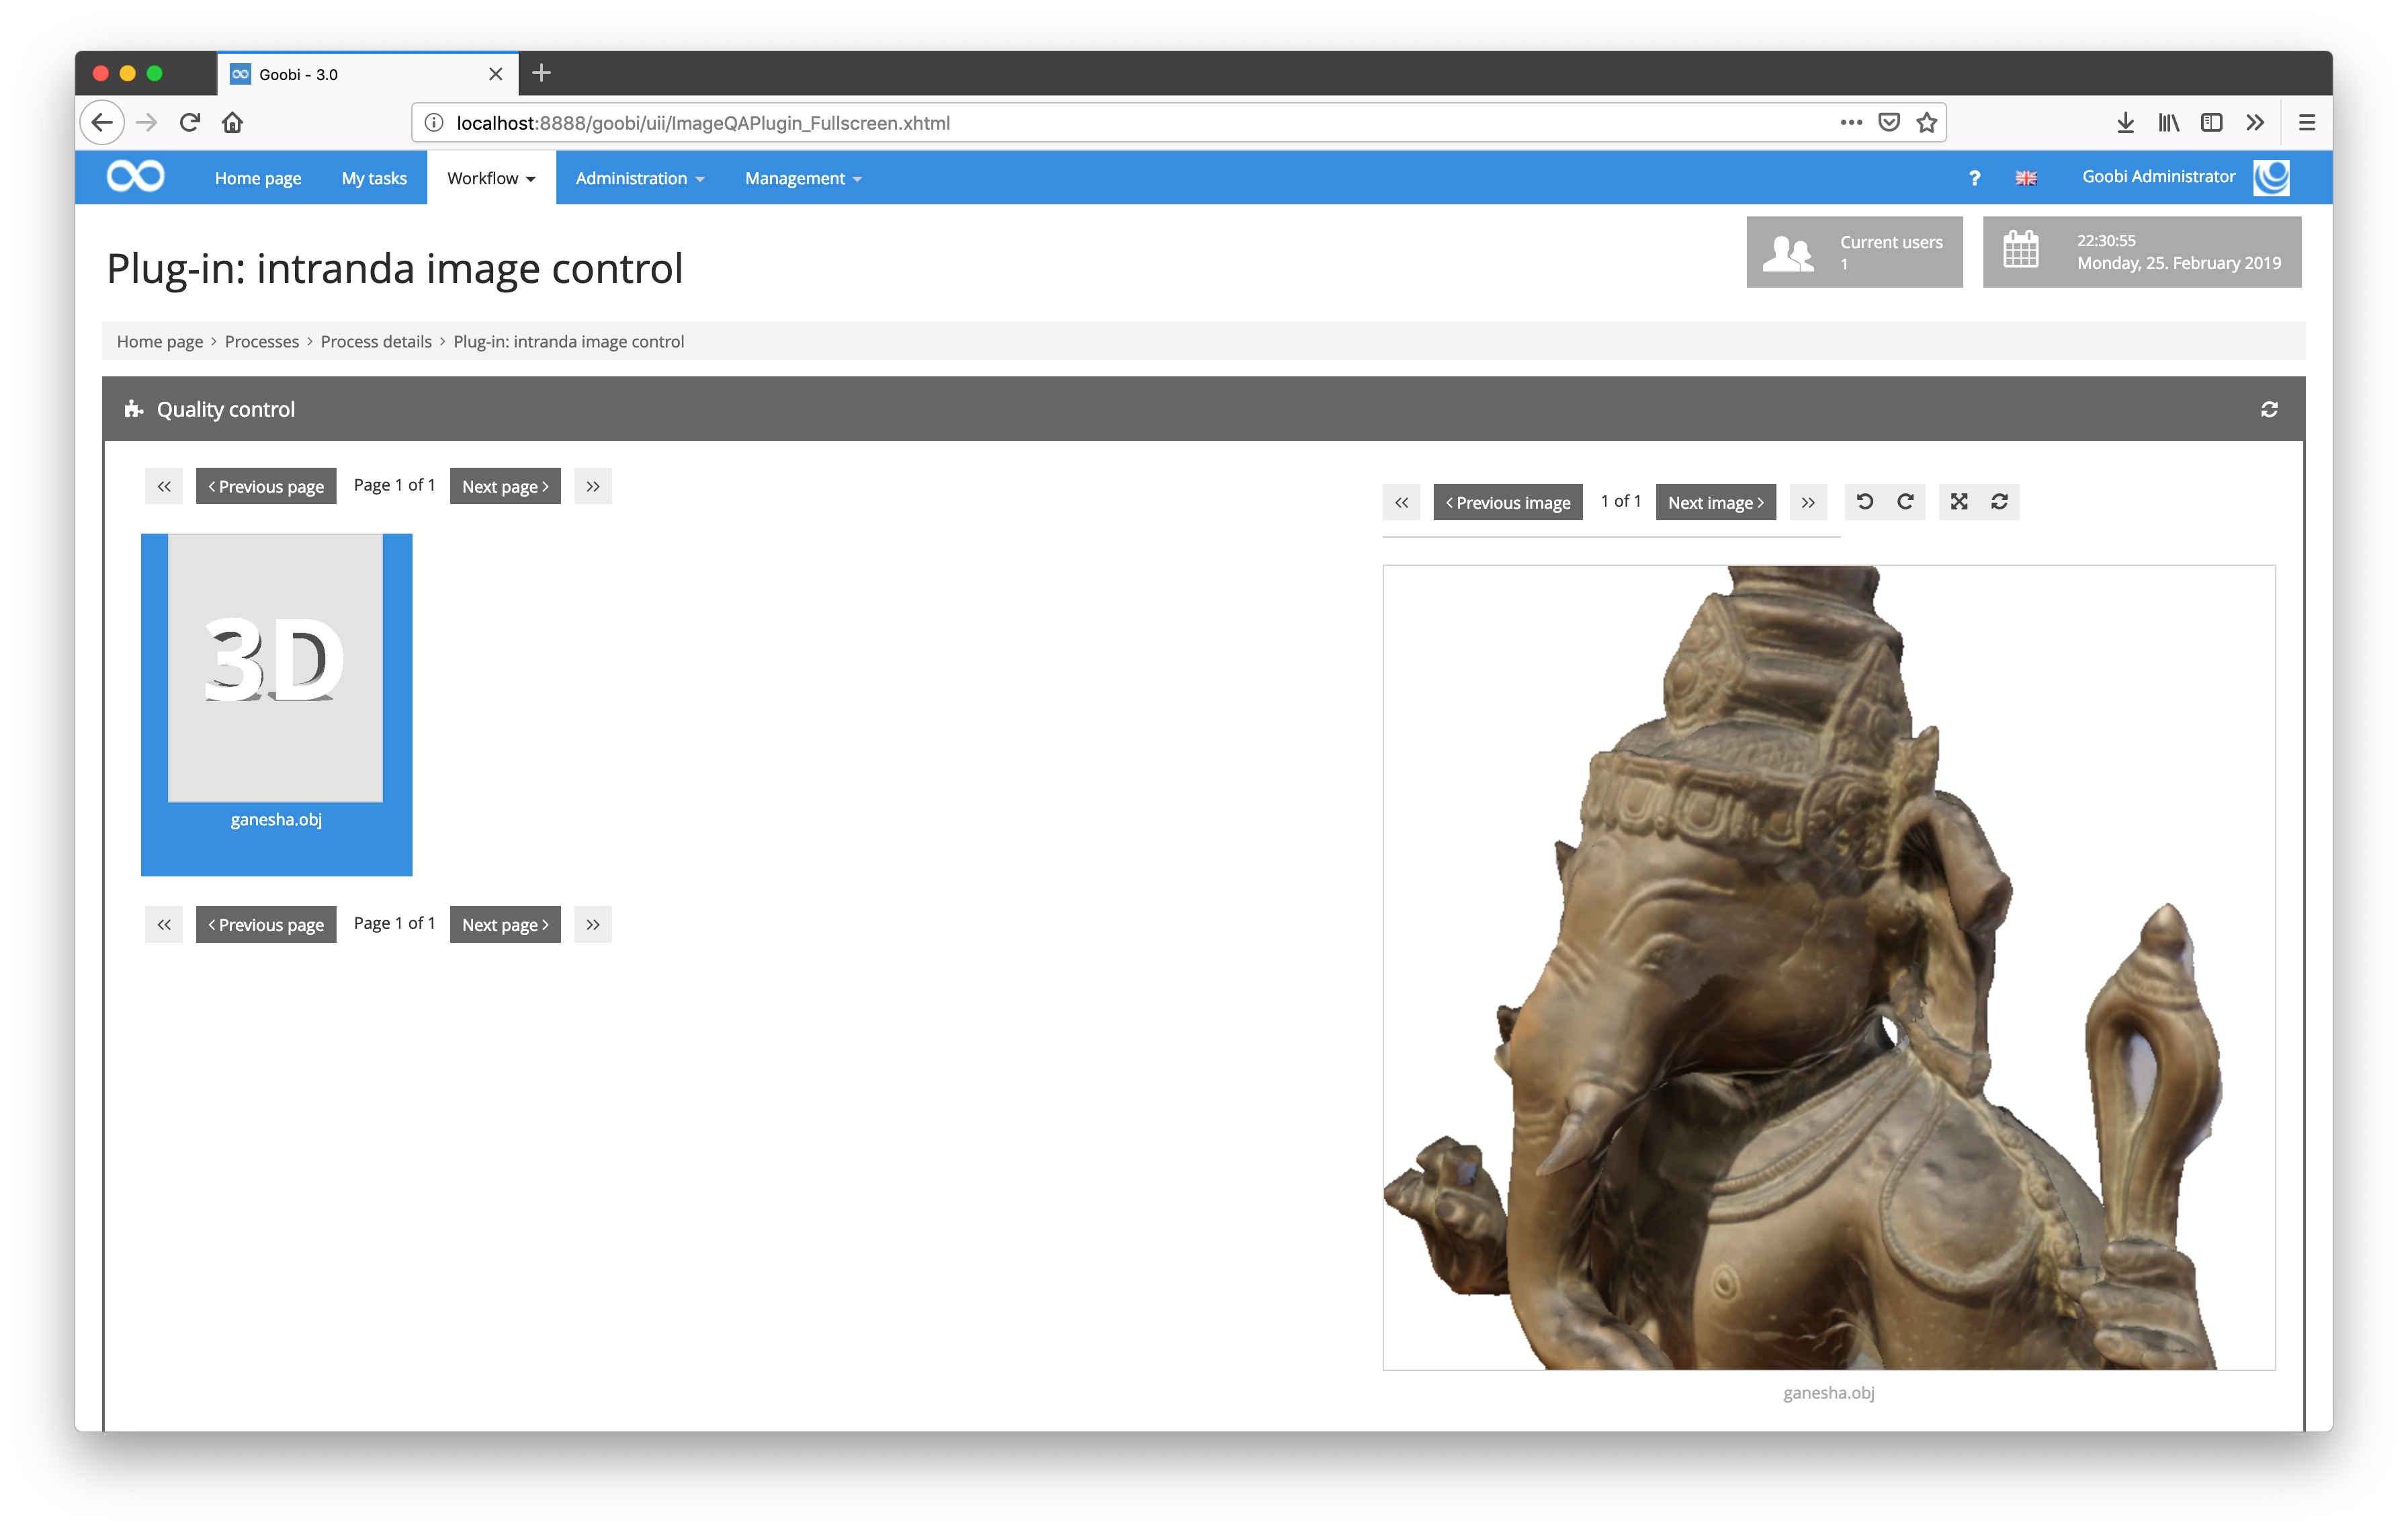 Goobi - 3.0
localhost:8888/goobi/uii/ImageQAPlugin_Fullscreen.xhtml
Home page My tasks Workflow Administration Management ? Goobi Administrator
Current users
1
22:30:55
Monday, 25. February 2019
Plug-in: intranda image control
Home page › Processes › Process details › Plug-in: intranda image control
Quality control
« ‹ Previous page Page 1 of 1 Next page › »
3D
ganesha.obj
« ‹ Previous page Page 1 of 1 Next page › »
« ‹ Previous image 1 of 1 Next image › »
ganesha.obj